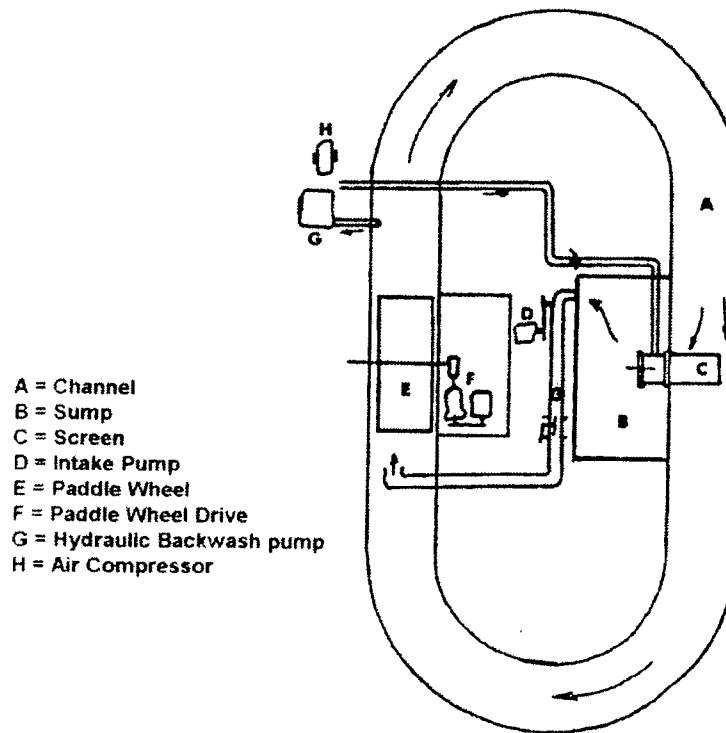 H
A
G
D
C
E
F
B
A = Channel
B = Sump
C = Screen
D = Intake Pump
E = Paddle Wheel
F = Paddle Wheel Drive
G = Hydraulic Backwash pump
H = Air Compressor